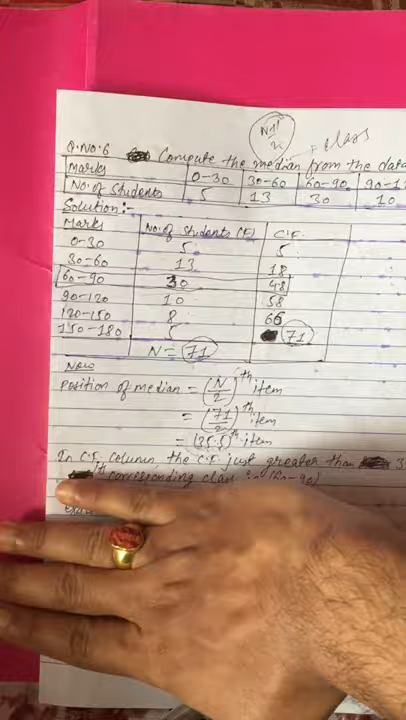 class
Q.No:6 Compute the median from the data
Marks 0-30 30-60 60-90 90-1
No. of Students 5 13 30 10
Solution:-
Marks No. of Students (F) C.F.
0-30 5 5
30-60 13 18
60-90 30 48
90-120 10 58
120-150 8 66
150-180 5 71
N = 71
Now
position of median = (N/2)th item
= (71/2)th item
= (35.5)th item
In C.F. column, the C.F. just greater than 3
corresponding class is (60-90)